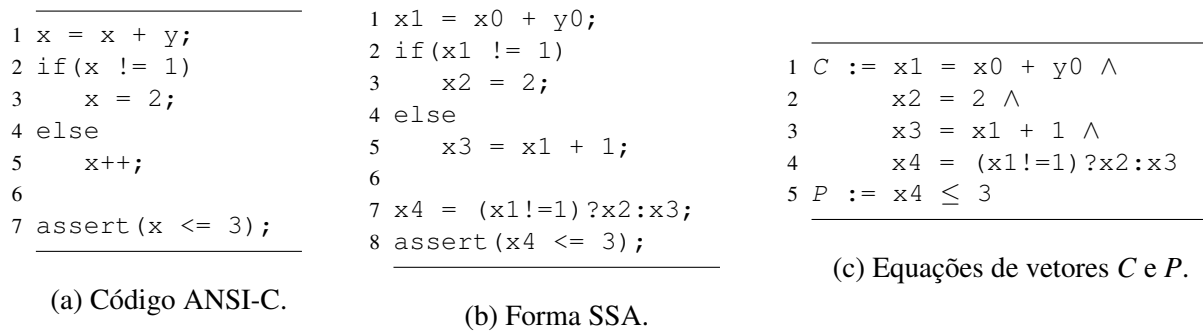 1 x = x + y;
2 if(x != 1)
3 x = 2;
4 else
5 x++;
6
7 assert(x <= 3);
(a) Código ANSI-C.
1 x1 = x0 + y0;
2 if(x1 != 1)
3 x2 = 2;
4 else
5 x3 = x1 + 1;
6
7 x4 = (x1!=1)?x2:x3;
8 assert(x4 <= 3);
(b) Forma SSA.
1 C := x1 = x0 + y0 ∧
2 x2 = 2 ∧
3 x3 = x1 + 1 ∧
4 x4 = (x1!=1)?x2:x3
5 P := x4 ≤ 3
(c) Equações de vetores C e P.